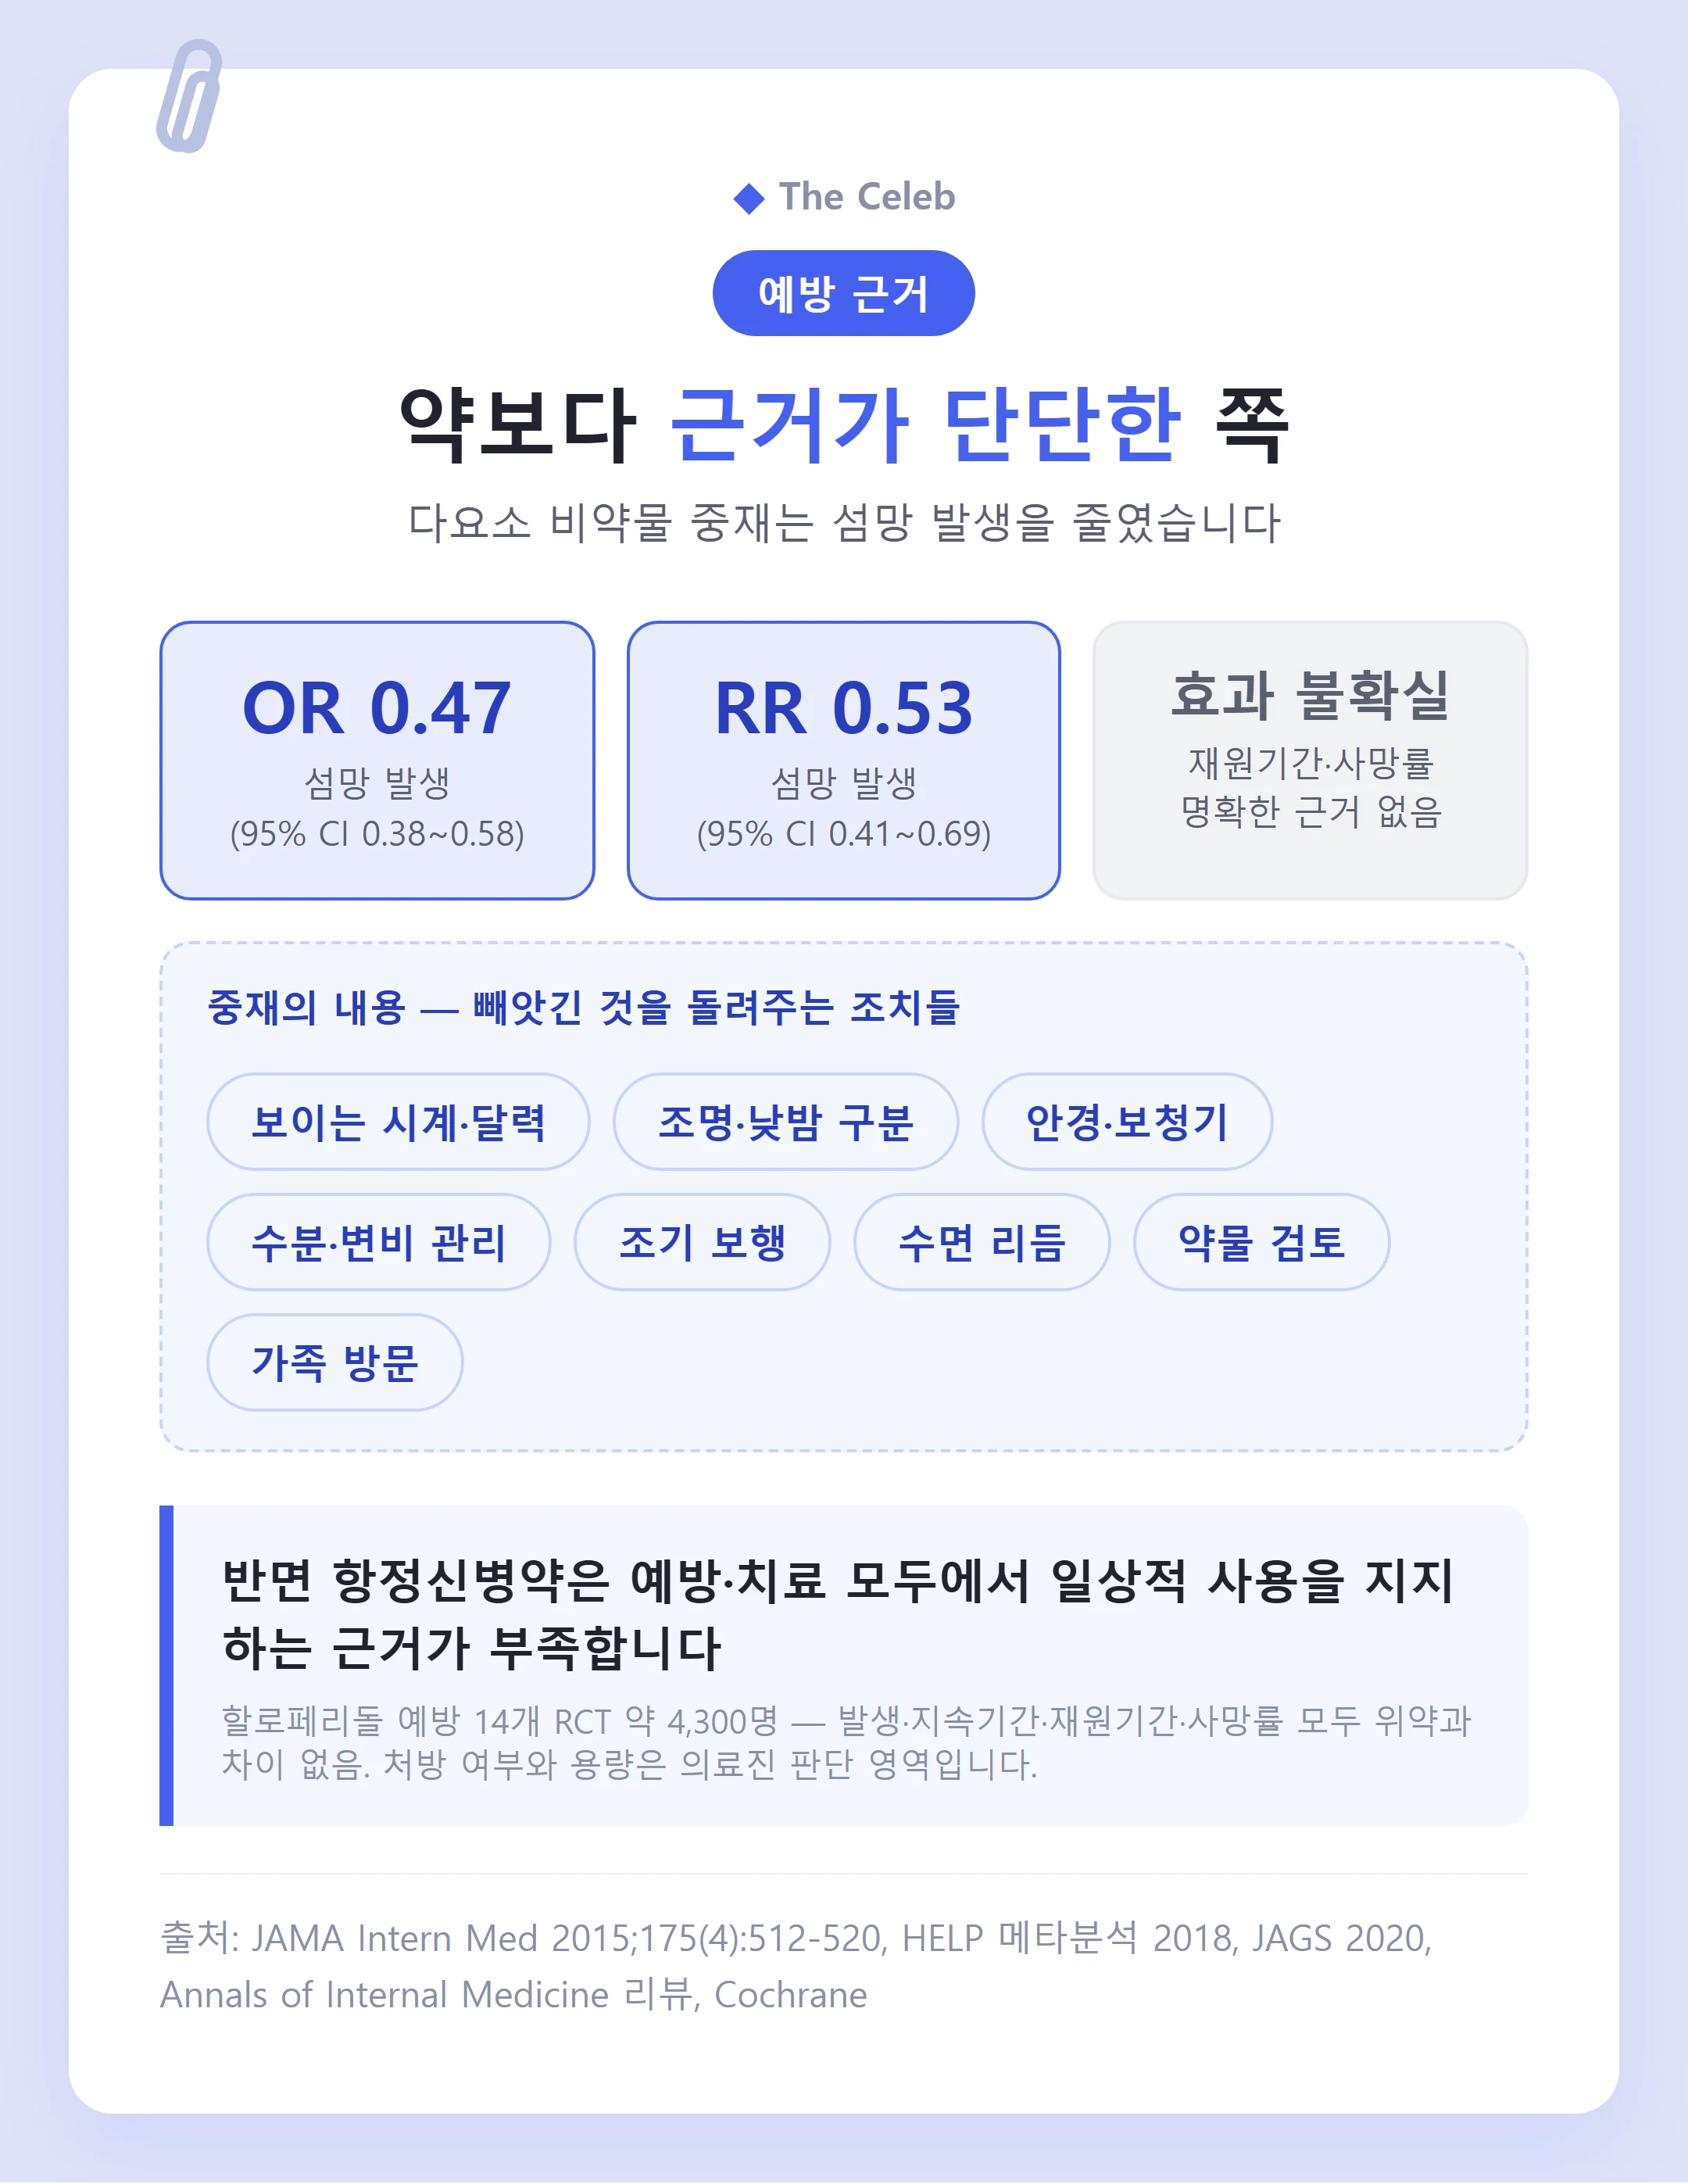 The Celeb
예방 근거
약보다 근거가 단단한 쪽
다요소 비약물 중재는 섬망 발생을 줄였습니다
OR 0.47
섬망 발생
(95% CI 0.38~0.58)
RR 0.53
섬망 발생
(95% CI 0.41~0.69)
효과 불확실
재원기간·사망률
명확한 근거 없음
중재의 내용 — 빼앗긴 것을 돌려주는 조치들
보이는 시계·달력
조명·낮밤 구분
안경·보청기
수분·변비 관리
조기 보행
수면 리듬
약물 검토
가족 방문
반면 항정신병약은 예방·치료 모두에서 일상적 사용을 지지
하는 근거가 부족합니다
할로페리돌 예방 14개 RCT 약 4,300명 — 발생·지속기간·재원기간·사망률 모두 위약과
차이 없음. 처방 여부와 용량은 의료진 판단 영역입니다.
출처: JAMA Intern Med 2015;175(4):512-520, HELP 메타분석 2018, JAGS 2020,
Annals of Internal Medicine 리뷰, Cochrane